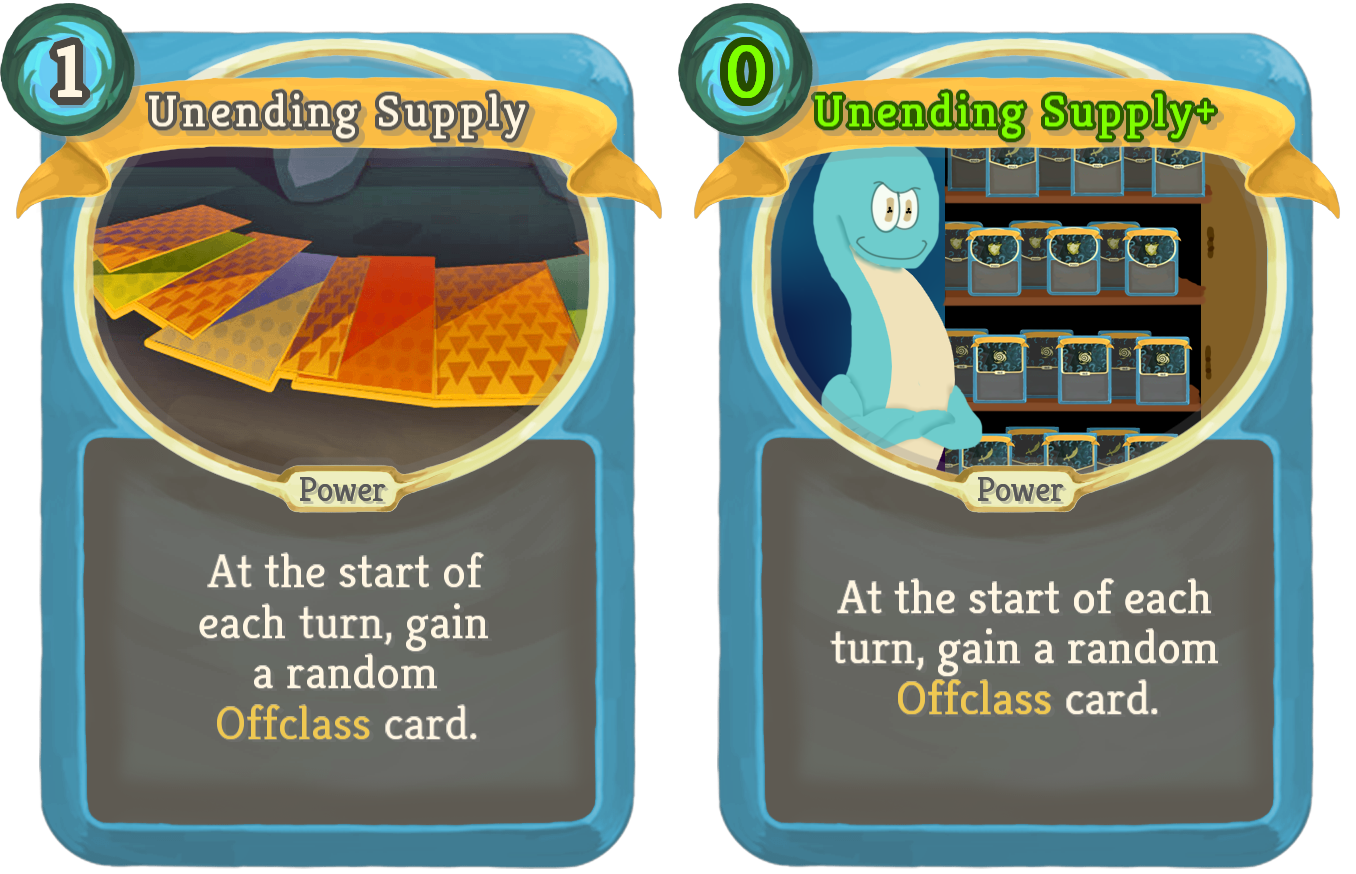 1
Unending Supply
Power
At the start of
each turn, gain
a random
Offclass card.
0
Unending Supply+
Power
At the start of each
turn, gain a random
Offclass card.